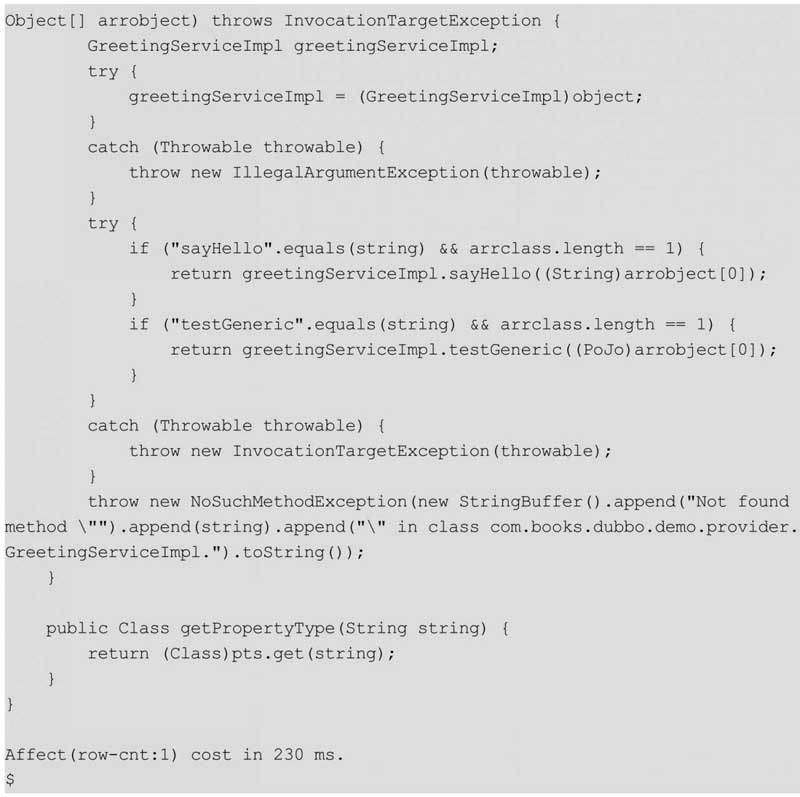 Object[] arrobject) throws InvocationTargetException {
        GreetingServiceImpl greetingServiceImpl;
        try {
            greetingServiceImpl = (GreetingServiceImpl)object;
        }
        catch (Throwable throwable) {
            throw new IllegalArgumentException(throwable);
        }
        try {
            if ("sayHello".equals(string) && arrclass.length == 1) {
                return greetingServiceImpl.sayHello((String)arrobject[0]);
            }
            if ("testGeneric".equals(string) && arrclass.length == 1) {
                return greetingServiceImpl.testGeneric((PoJo)arrobject[0]);
            }
        }
        catch (Throwable throwable) {
            throw new InvocationTargetException(throwable);
        }
        throw new NoSuchMethodException(new StringBuffer().append("Not found
method \"").append(string).append("\" in class com.books.dubbo.demo.provider.
GreetingServiceImpl.").toString());
    }

    public Class getPropertyType(String string) {
        return (Class)pts.get(string);
    }
}

Affect(row-cnt:1) cost in 230 ms.
$